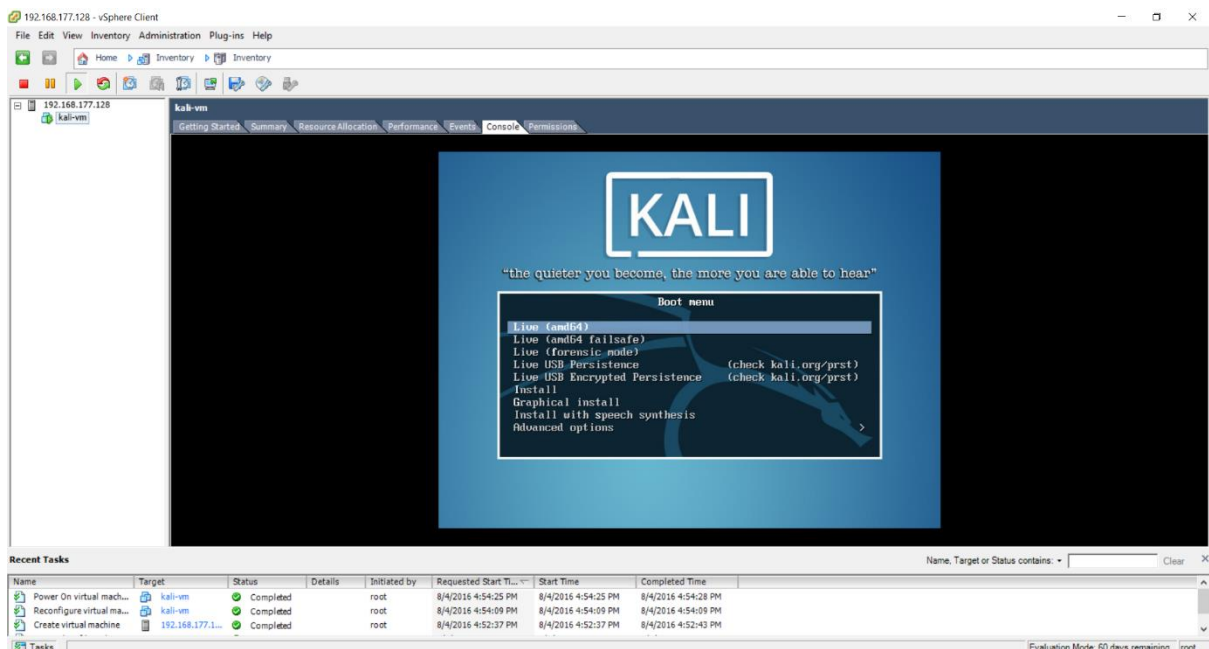 192.168.177.128 - vSphere Client
File Edit View Inventory Administration Plug-ins Help
Home Inventory Inventory
192.168.177.128
kali-vm
kali-vm
Getting Started Summary Resource Allocation Performance Events Console Permissions
KALI
“the quieter you become, the more you are able to hear”
Boot menu
Live (amd64)
Live (amd64 failsafe)
Live (forensic mode)
Live USB Persistence (check kali.org/prst)
Live USB Encrypted Persistence (check kali.org/prst)
Install
Graphical install
Install with speech synthesis
Advanced options >
Recent Tasks
Name, Target or Status contains: Clear
Name Target Status Details Initiated by Requested Start Ti... Start Time Completed Time
Power On virtual mach... kali-vm Completed root 8/4/2016 4:54:25 PM 8/4/2016 4:54:25 PM 8/4/2016 4:54:28 PM
Reconfigure virtual ma... kali-vm Completed root 8/4/2016 4:54:09 PM 8/4/2016 4:54:09 PM 8/4/2016 4:54:09 PM
Create virtual machine 192.168.177.1... Completed root 8/4/2016 4:52:37 PM 8/4/2016 4:52:37 PM 8/4/2016 4:52:43 PM
Tasks Evaluation Mode: 60 days remaining root